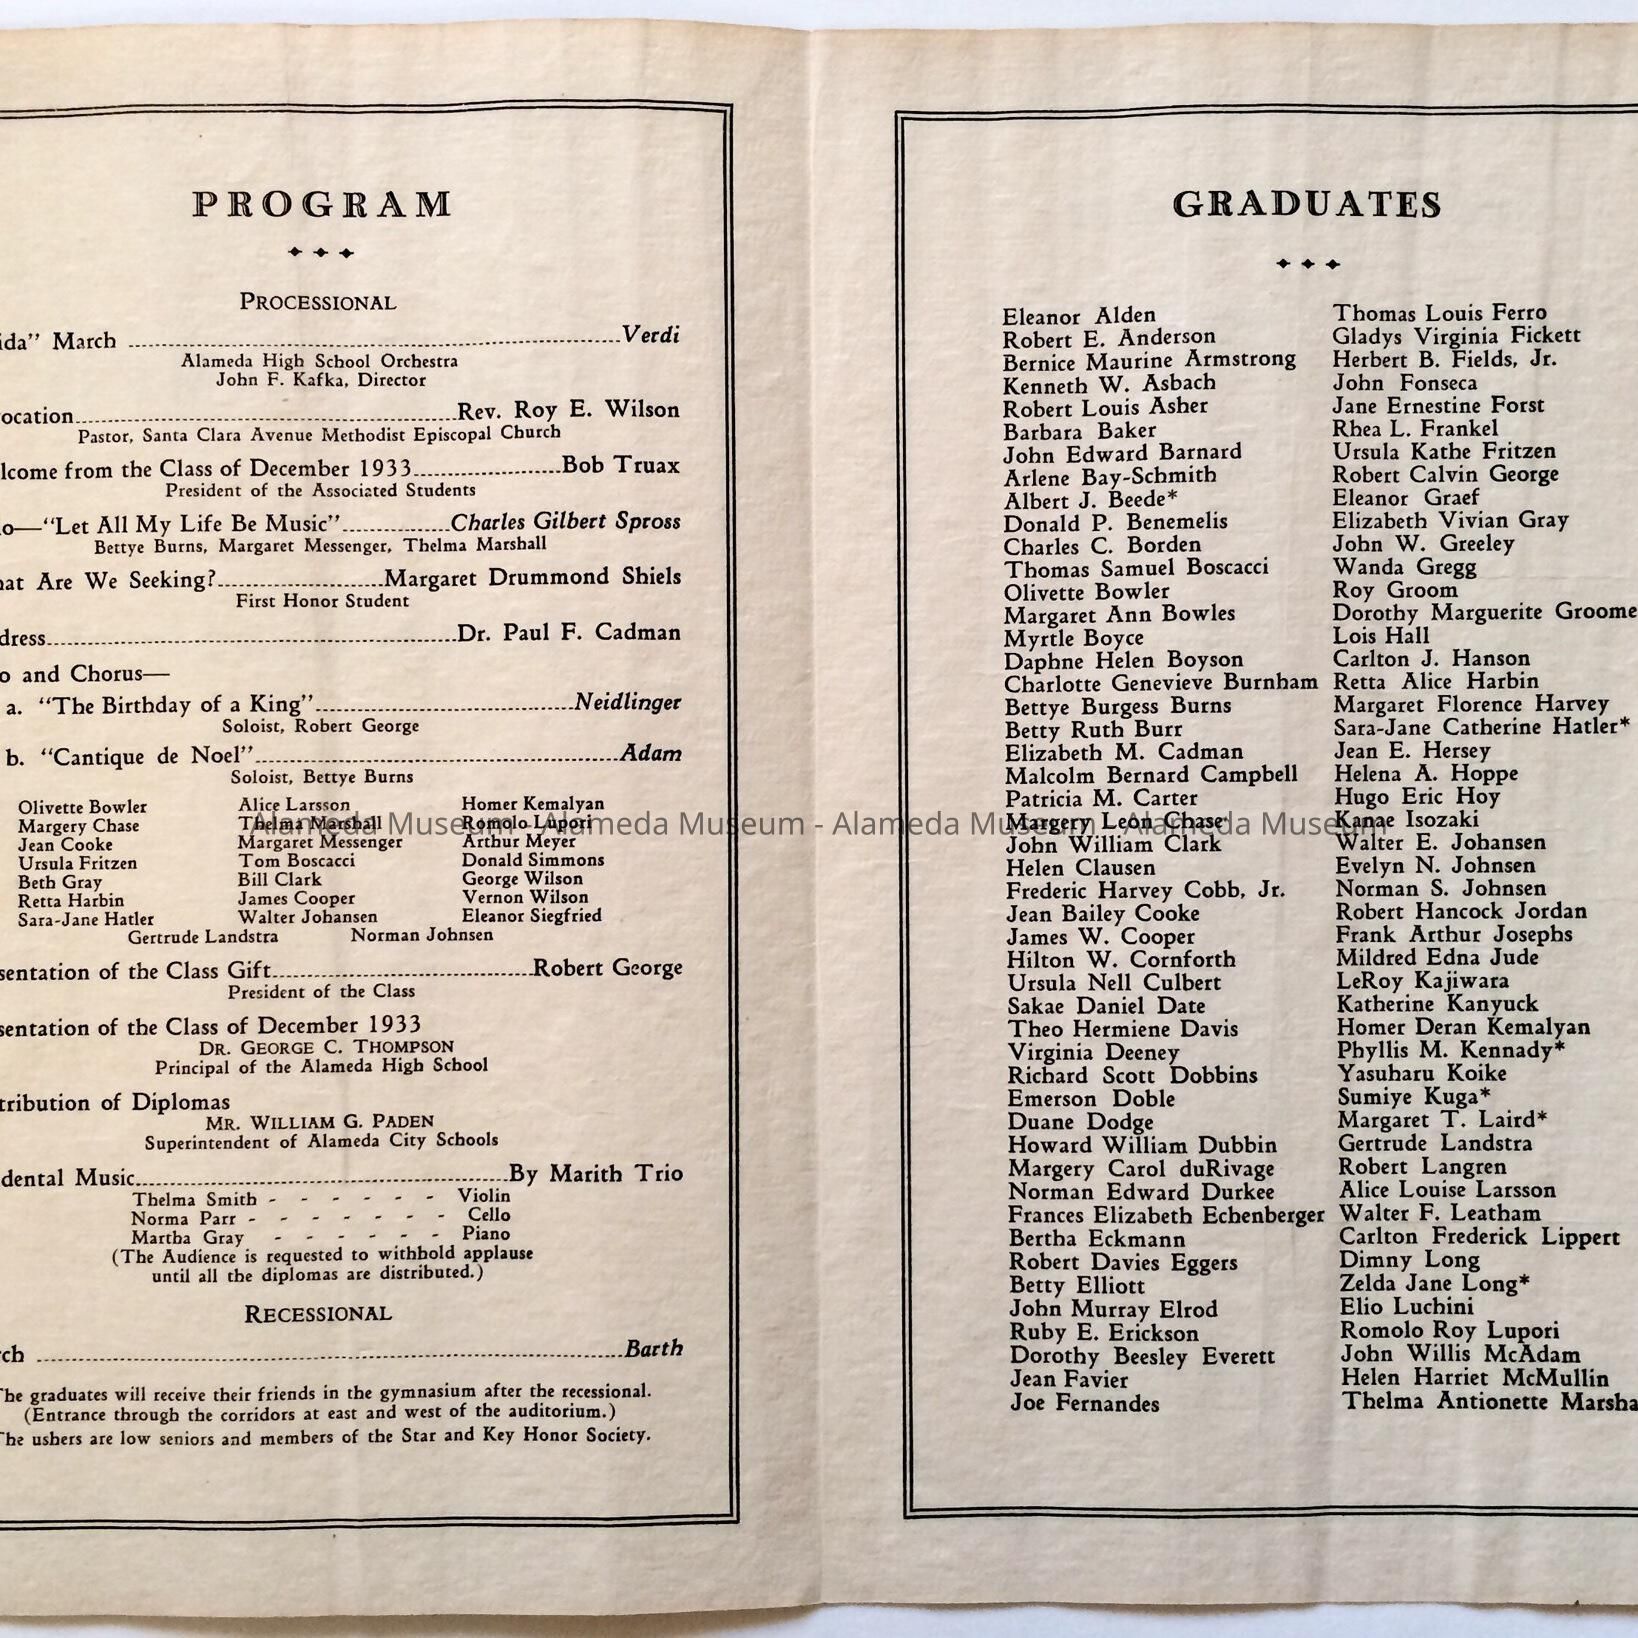 PROGRAM
PROCESSIONAL
March ........ Verdi
Alameda High School Orchestra
John F. Kafka, Director
ocation ........ Rev. Roy E. Wilson
Pastor, Santa Clara Avenue Methodist Episcopal Church
lcome from the Class of December 1933 ........ Bob Truax
President of the Associated Students
o—"Let All My Life Be Music" ........ Charles Gilbert Spross
Bettye Burns, Margaret Messenger, Thelma Marshall
hat Are We Seeking? ........ Margaret Drummond Shiels
First Honor Student
dress ........ Dr. Paul F. Cadman
o and Chorus—
a. "The Birthday of a King" ........ Neidlinger
Soloist, Robert George
b. "Cantique de Noel" ........ Adam
Soloist, Bettye Burns
Olivette Bowler Alice Larsson Homer Kemalyan
Margery Chase Thelma Marshall Romolo Lupori
Jean Cooke Margaret Messenger Arthur Meyer
Ursula Fritzen Tom Boscacci Donald Simmons
Beth Gray Bill Clark George Wilson
Retta Harbin James Cooper Vernon Wilson
Sara-Jane Hatler Walter Johansen Eleanor Siegfried
Gertrude Landstra Norman Johnsen
sentation of the Class Gift ........ Robert George
President of the Class
sentation of the Class of December 1933
DR. GEORGE C. THOMPSON
Principal of the Alameda High School
tribution of Diplomas
MR. WILLIAM G. PADEN
Superintendent of Alameda City Schools
dental Music ........ By Marith Trio
Thelma Smith - - - - - - Violin
Norma Parr - - - - - - - Cello
Martha Gray - - - - - - Piano
(The Audience is requested to withhold applause
until all the diplomas are distributed.)
RECESSIONAL
rch ........ Barth
The graduates will receive their friends in the gymnasium after the recessional.
(Entrance through the corridors at east and west of the auditorium.)
The ushers are low seniors and members of the Star and Key Honor Society.
GRADUATES
Eleanor Alden
Robert E. Anderson
Bernice Maurine Armstrong
Kenneth W. Asbach
Robert Louis Asher
Barbara Baker
John Edward Barnard
Arlene Bay-Schmith
Albert J. Beede*
Donald P. Benemelis
Charles C. Borden
Thomas Samuel Boscacci
Olivette Bowler
Margaret Ann Bowles
Myrtle Boyce
Daphne Helen Boyson
Charlotte Genevieve Burnham
Bettye Burgess Burns
Betty Ruth Burr
Elizabeth M. Cadman
Malcolm Bernard Campbell
Patricia M. Carter
Margery Leon Chase
John William Clark
Helen Clausen
Frederic Harvey Cobb, Jr.
Jean Bailey Cooke
James W. Cooper
Hilton W. Cornforth
Ursula Nell Culbert
Sakae Daniel Date
Theo Hermiene Davis
Virginia Deeney
Richard Scott Dobbins
Emerson Doble
Duane Dodge
Howard William Dubbin
Margery Carol duRivage
Norman Edward Durkee
Frances Elizabeth Echenberger
Bertha Eckmann
Robert Davies Eggers
Betty Elliott
John Murray Elrod
Ruby E. Erickson
Dorothy Beesley Everett
Jean Favier
Joe Fernandes
Thomas Louis Ferro
Gladys Virginia Fickett
Herbert B. Fields, Jr.
John Fonseca
Jane Ernestine Forst
Rhea L. Frankel
Ursula Kathe Fritzen
Robert Calvin George
Eleanor Graef
Elizabeth Vivian Gray
John W. Greeley
Wanda Gregg
Roy Groom
Dorothy Marguerite Groome
Lois Hall
Carlton J. Hanson
Retta Alice Harbin
Margaret Florence Harvey
Sara-Jane Catherine Hatler*
Jean E. Hersey
Helena A. Hoppe
Hugo Eric Hoy
Kanae Isozaki
Walter E. Johansen
Evelyn N. Johnsen
Norman S. Johnsen
Robert Hancock Jordan
Frank Arthur Josephs
Mildred Edna Jude
LeRoy Kajiwara
Katherine Kanyuck
Homer Deran Kemalyan
Phyllis M. Kennady*
Yasuharu Koike
Sumiye Kuga*
Margaret T. Laird*
Gertrude Landstra
Robert Langren
Alice Louise Larsson
Walter F. Leatham
Carlton Frederick Lippert
Dimny Long
Zelda Jane Long*
Elio Luchini
Romolo Roy Lupori
John Willis McAdam
Helen Harriet McMullin
Thelma Antionette Marsha
Alameda Museum - Alameda Museum - Alameda Museum - Alameda Museum